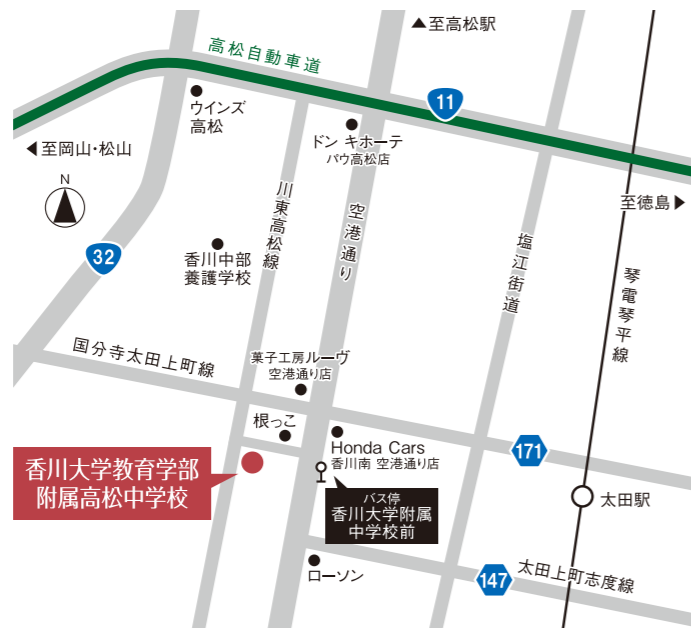 ▲至高松駅
高松自動車道
11
ウインズ
高松
ドン キホーテ
パウ高松店
◀至岡山・松山
N
川東高松線
空港通り
至徳島▶
塩江街道
32
香川中部
養護学校
琴電琴平線
国分寺太田上町線
菓子工房ルーヴ
空港通り店
根っこ
Honda Cars
香川南 空港通り店
171
香川大学教育学部
附属高松中学校
バス停
香川大学附属
中学校前
太田駅
ローソン
147
太田上町志度線